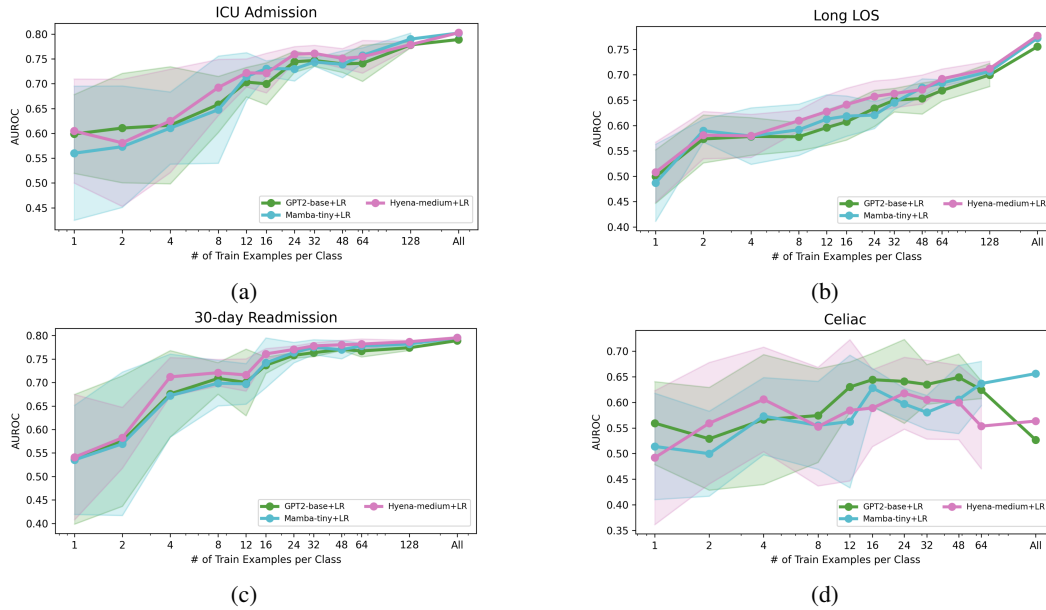 ICU Admission
AUROC
0.80
0.75
0.70
0.65
0.60
0.55
0.50
0.45
GPT2-base+LR
Mamba-tiny+LR
Hyena-medium+LR
1 2 4 8 12 16 24 32 48 64 128 All
# of Train Examples per Class
(a)
Long LOS
AUROC
0.75
0.70
0.65
0.60
0.55
0.50
0.45
0.40
GPT2-base+LR
Mamba-tiny+LR
Hyena-medium+LR
1 2 4 8 12 16 24 32 48 64 128 All
# of Train Examples per Class
(b)
30-day Readmission
AUROC
0.80
0.75
0.70
0.65
0.60
0.55
0.50
0.45
0.40
GPT2-base+LR
Mamba-tiny+LR
Hyena-medium+LR
1 2 4 8 12 16 24 32 48 64 128 All
# of Train Examples per Class
(c)
Celiac
AUROC
0.70
0.65
0.60
0.55
0.50
0.45
0.40
0.35
GPT2-base+LR
Mamba-tiny+LR
Hyena-medium+LR
1 2 4 8 12 16 24 32 48 64 All
# of Train Examples per Class
(d)